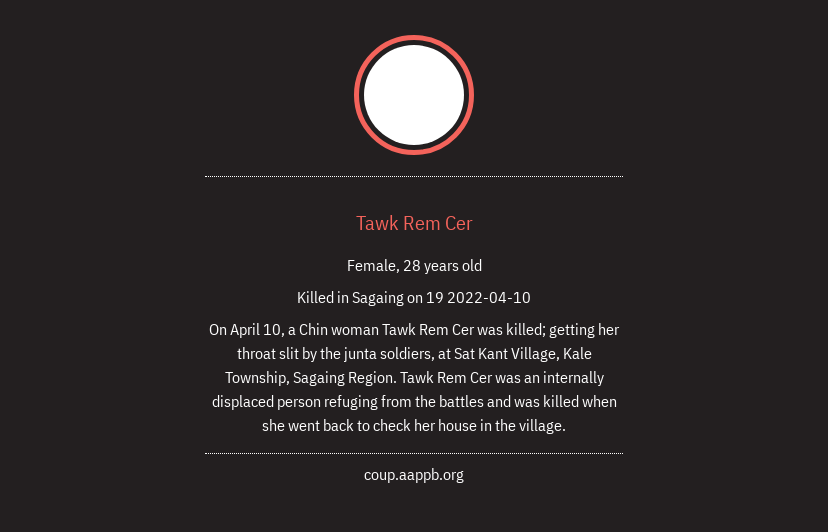 Tawk Rem Cer
Female, 28 years old
Killed in Sagaing on 19 2022-04-10
On April 10, a Chin woman Tawk Rem Cer was killed; getting her
throat slit by the junta soldiers, at Sat Kant Village, Kale
Township, Sagaing Region. Tawk Rem Cer was an internally
displaced person refuging from the battles and was killed when
she went back to check her house in the village.
coup.aappb.org